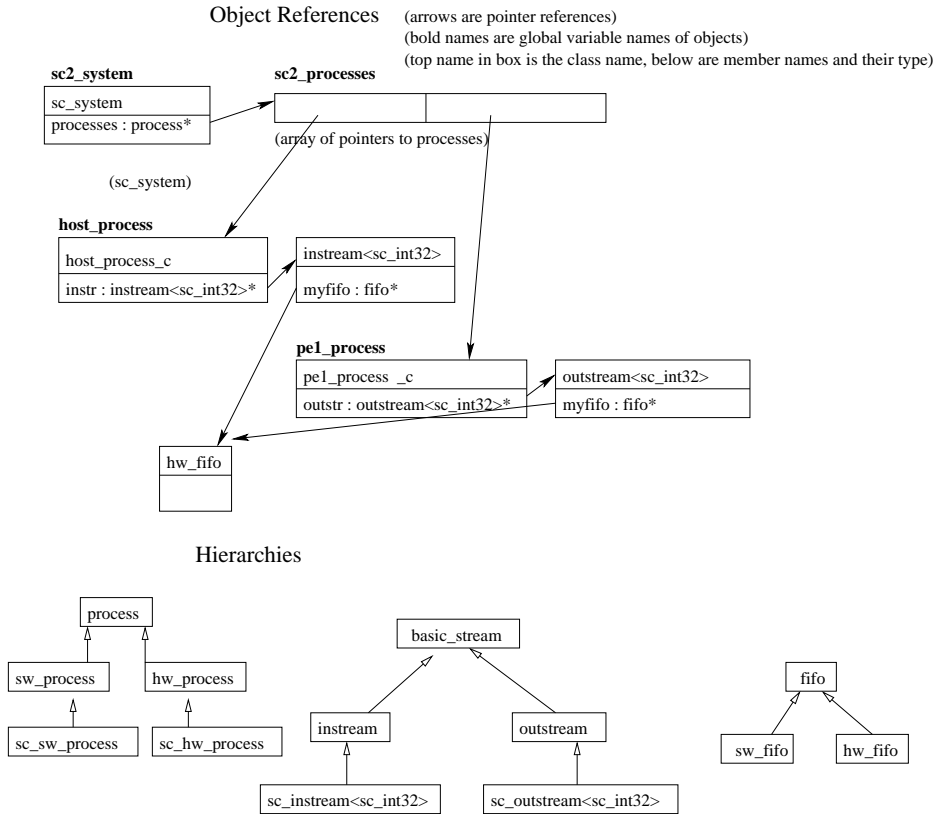 Object References
(arrows are pointer references)
(bold names are global variable names of objects)
(top name in box is the class name, below are member names and their type)
sc2_system
sc2_processes
sc_system
processes : process*
(array of pointers to processes)
(sc_system)
host_process
host_process_c
instr : instream<sc_int32>*
instream<sc_int32>
myfifo : fifo*
pe1_process
pe1_process _c
outstr : outstream<sc_int32>*
outstream<sc_int32>
myfifo : fifo*
hw_fifo
Hierarchies
process
sw_process
hw_process
sc_sw_process
sc_hw_process
basic_stream
instream
outstream
sc_instream<sc_int32>
sc_outstream<sc_int32>
fifo
sw_fifo
hw_fifo